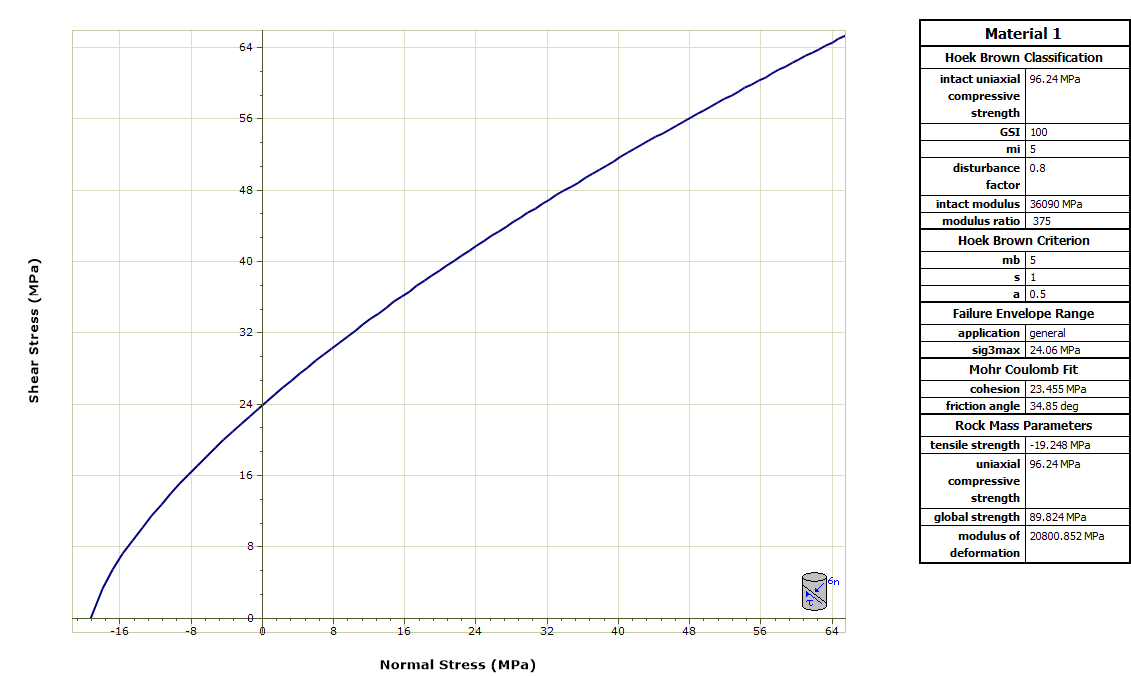 64
56
48
40
32
24
16
8
0
-16 -8 0 8 16 24 32 40 48 56 64
Shear Stress (MPa)
Normal Stress (MPa)
6n
τ
Material 1
Hoek Brown Classification
intact uniaxial 96.24 MPa
compressive
strength
GSI 100
mi 5
disturbance 0.8
factor
intact modulus 36090 MPa
modulus ratio 375
Hoek Brown Criterion
mb 5
s 1
a 0.5
Failure Envelope Range
application general
sig3max 24.06 MPa
Mohr Coulomb Fit
cohesion 23.455 MPa
friction angle 34.85 deg
Rock Mass Parameters
tensile strength -19.248 MPa
uniaxial 96.24 MPa
compressive
strength
global strength 89.824 MPa
modulus of 20800.852 MPa
deformation